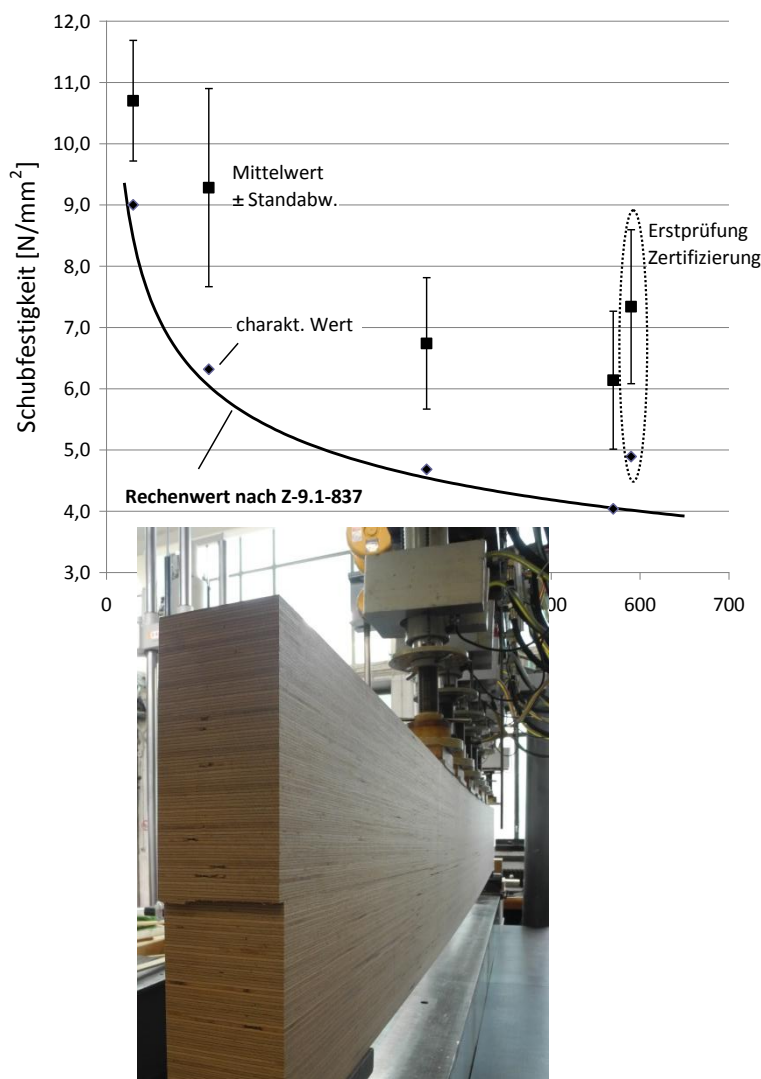 12,0
11,0
10,0
9,0
8,0
7,0
6,0
5,0
4,0
3,0
Schubfestigkeit [N/mm²]
Mittelwert
± Standabw.
Erstprüfung
Zertifizierung
charakt. Wert
Rechenwert nach Z-9.1-837
0
600
700